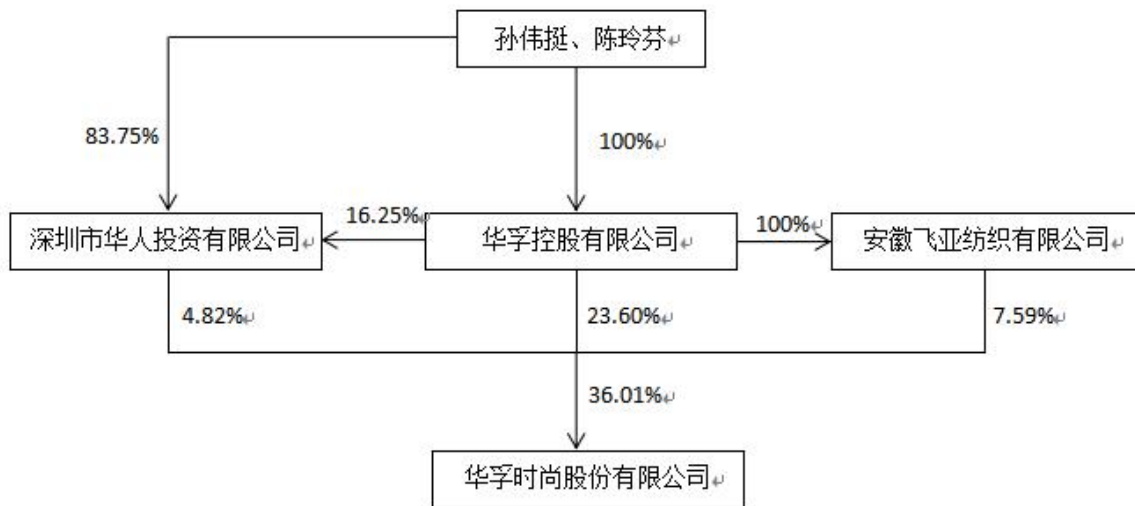 孙伟挺、陈玲芬
83.75%
100%
深圳市华人投资有限公司
16.25%
华孚控股有限公司
100%
安徽飞亚纺织有限公司
4.82%
23.60%
7.59%
36.01%
华孚时尚股份有限公司